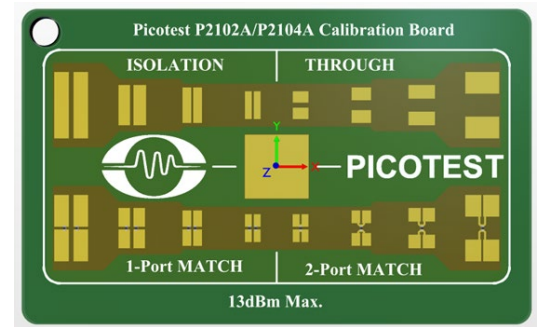 Picotest P2102A/P2104A Calibration Board
ISOLATION THROUGH
Y
Z X
PICOTEST
1-Port MATCH 2-Port MATCH
13dBm Max.